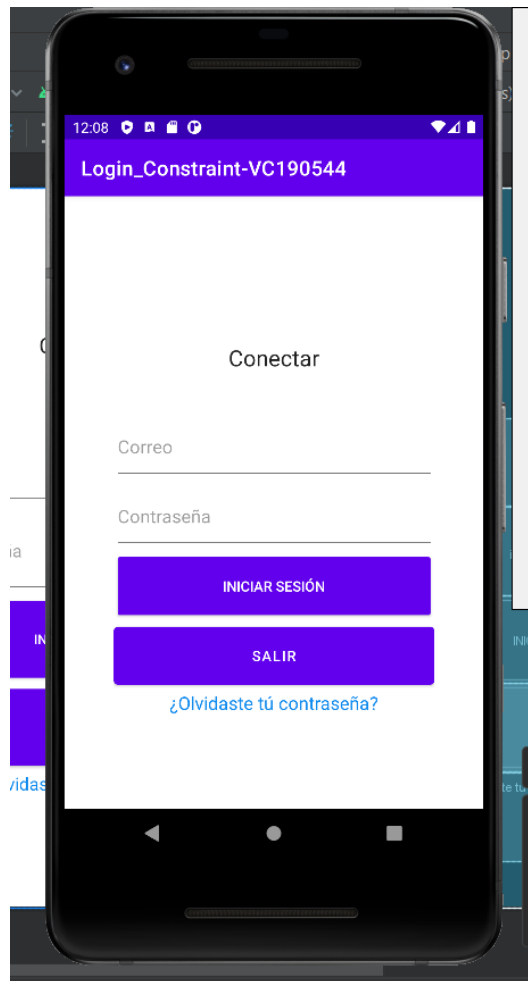 12:08
Login_Constraint-VC190544
Conectar
Correo
Contraseña
INICIAR SESIÓN
SALIR
¿Olvidaste tú contraseña?